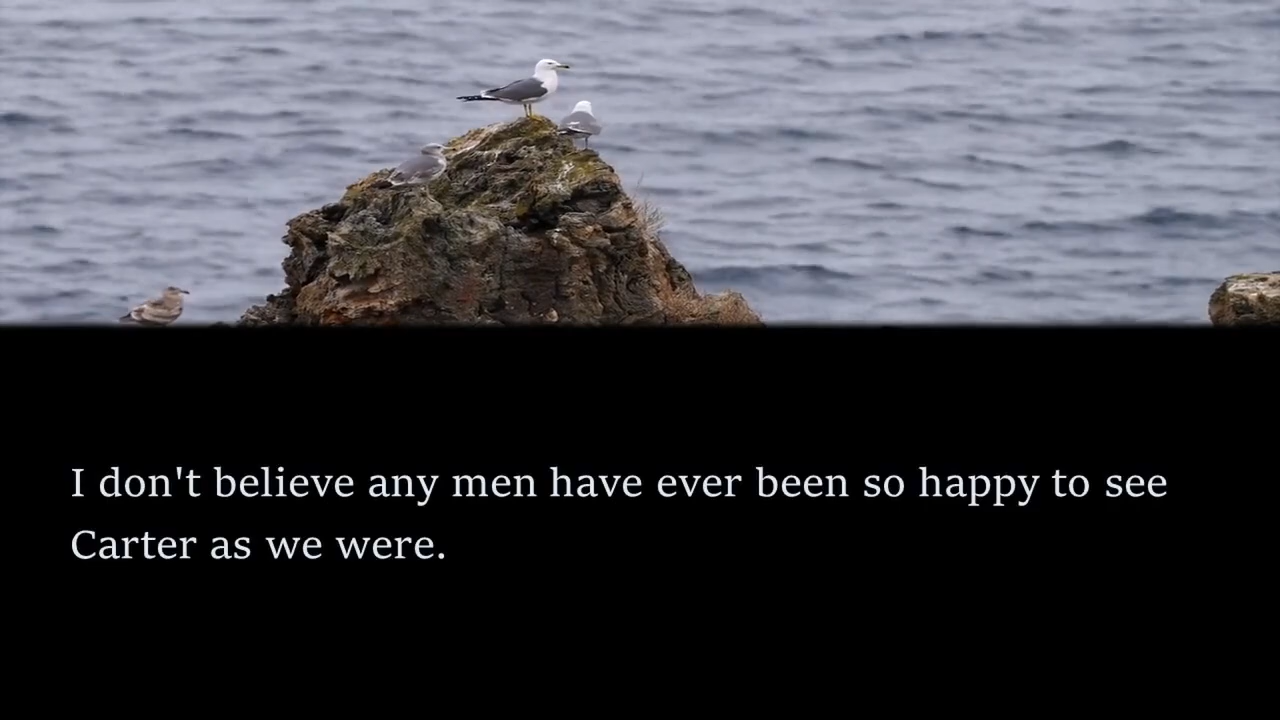 I don't believe any men have ever been so happy to see
Carter as we were.